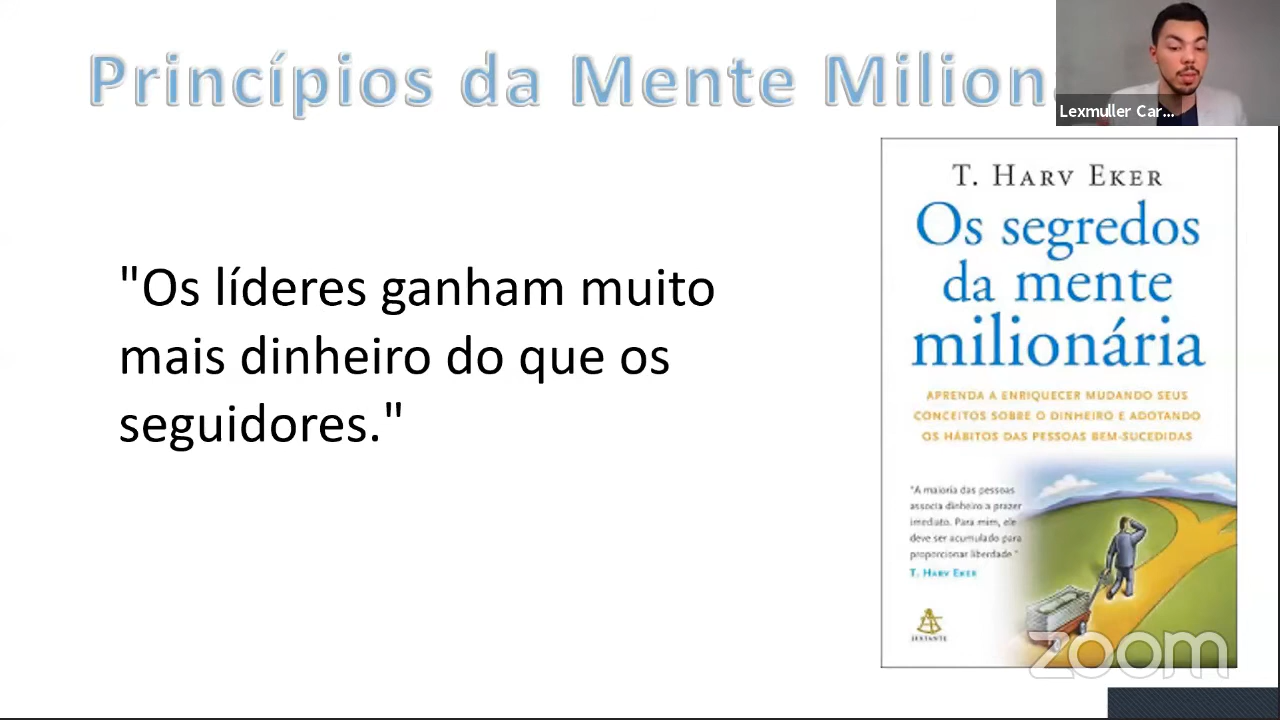 Princípios da Mente Milion
Lexmuller Car...
"Os líderes ganham muito
mais dinheiro do que os
seguidores."
T. HARV EKER
Os segredos
da mente
milionária
APRENDA A ENRIQUECER MUDANDO SEUS
CONCEITOS SOBRE O DINHEIRO E ADOTANDO
OS HÁBITOS DAS PESSOAS BEM-SUCEDIDAS
"A maioria das pessoas
associa dinheiro a prazer
imediato. Para mim, ele
deve ser acumulado para
proporcionar liberdade."
T. HARV EKER
SEXTANTE
zoom